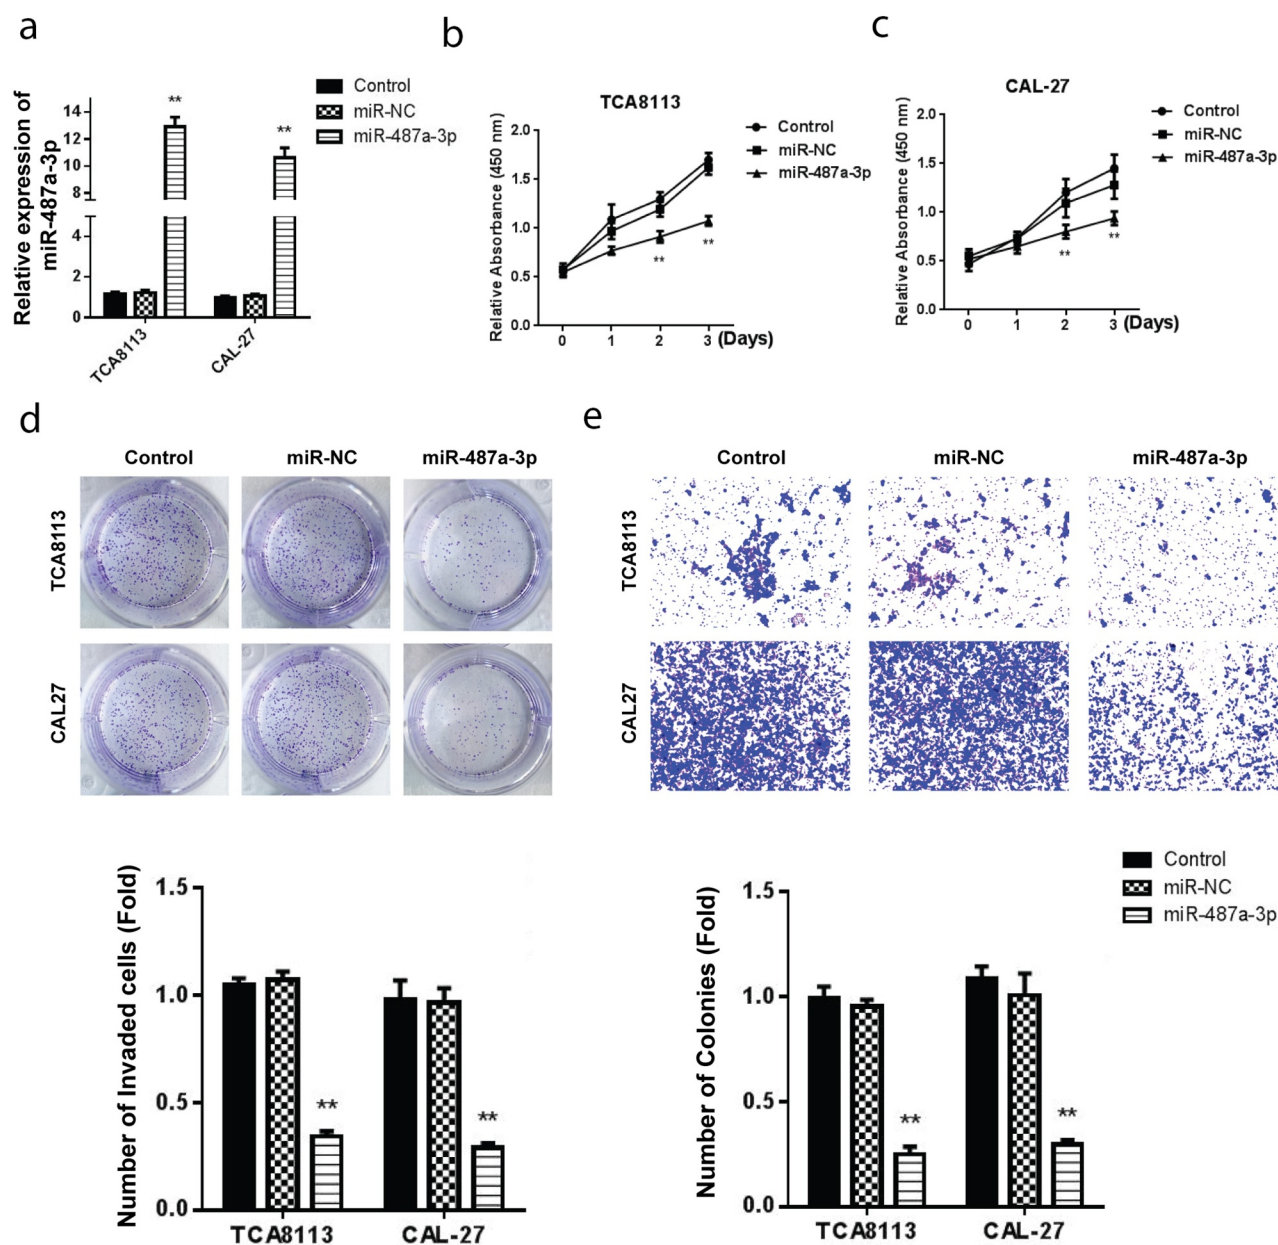 a
Relative expression of
miR-487a-3p
14
12
10
8
4
2
0
**
**
TCA8113
CAL-27
Control
miR-NC
miR-487a-3p
b
TCA8113
Relative Absorbance (450 nm)
2.0
1.5
1.0
0.5
0.0
**
**
0 1 2 3 (Days)
Control
miR-NC
miR-487a-3p
c
CAL-27
Relative Absorbance (450 nm)
2.0
1.5
1.0
0.5
0.0
**
**
0 1 2 3 (Days)
Control
miR-NC
miR-487a-3p
d
Control miR-NC miR-487a-3p
TCA8113
CAL27
Number of Invaded cells (Fold)
1.5
1.0
0.5
0.0
**
**
TCA8113 CAL-27
e
Control miR-NC miR-487a-3p
TCA8113
CAL27
Number of Colonies (Fold)
1.5
1.0
0.5
0.0
**
**
TCA8113 CAL-27
Control
miR-NC
miR-487a-3p